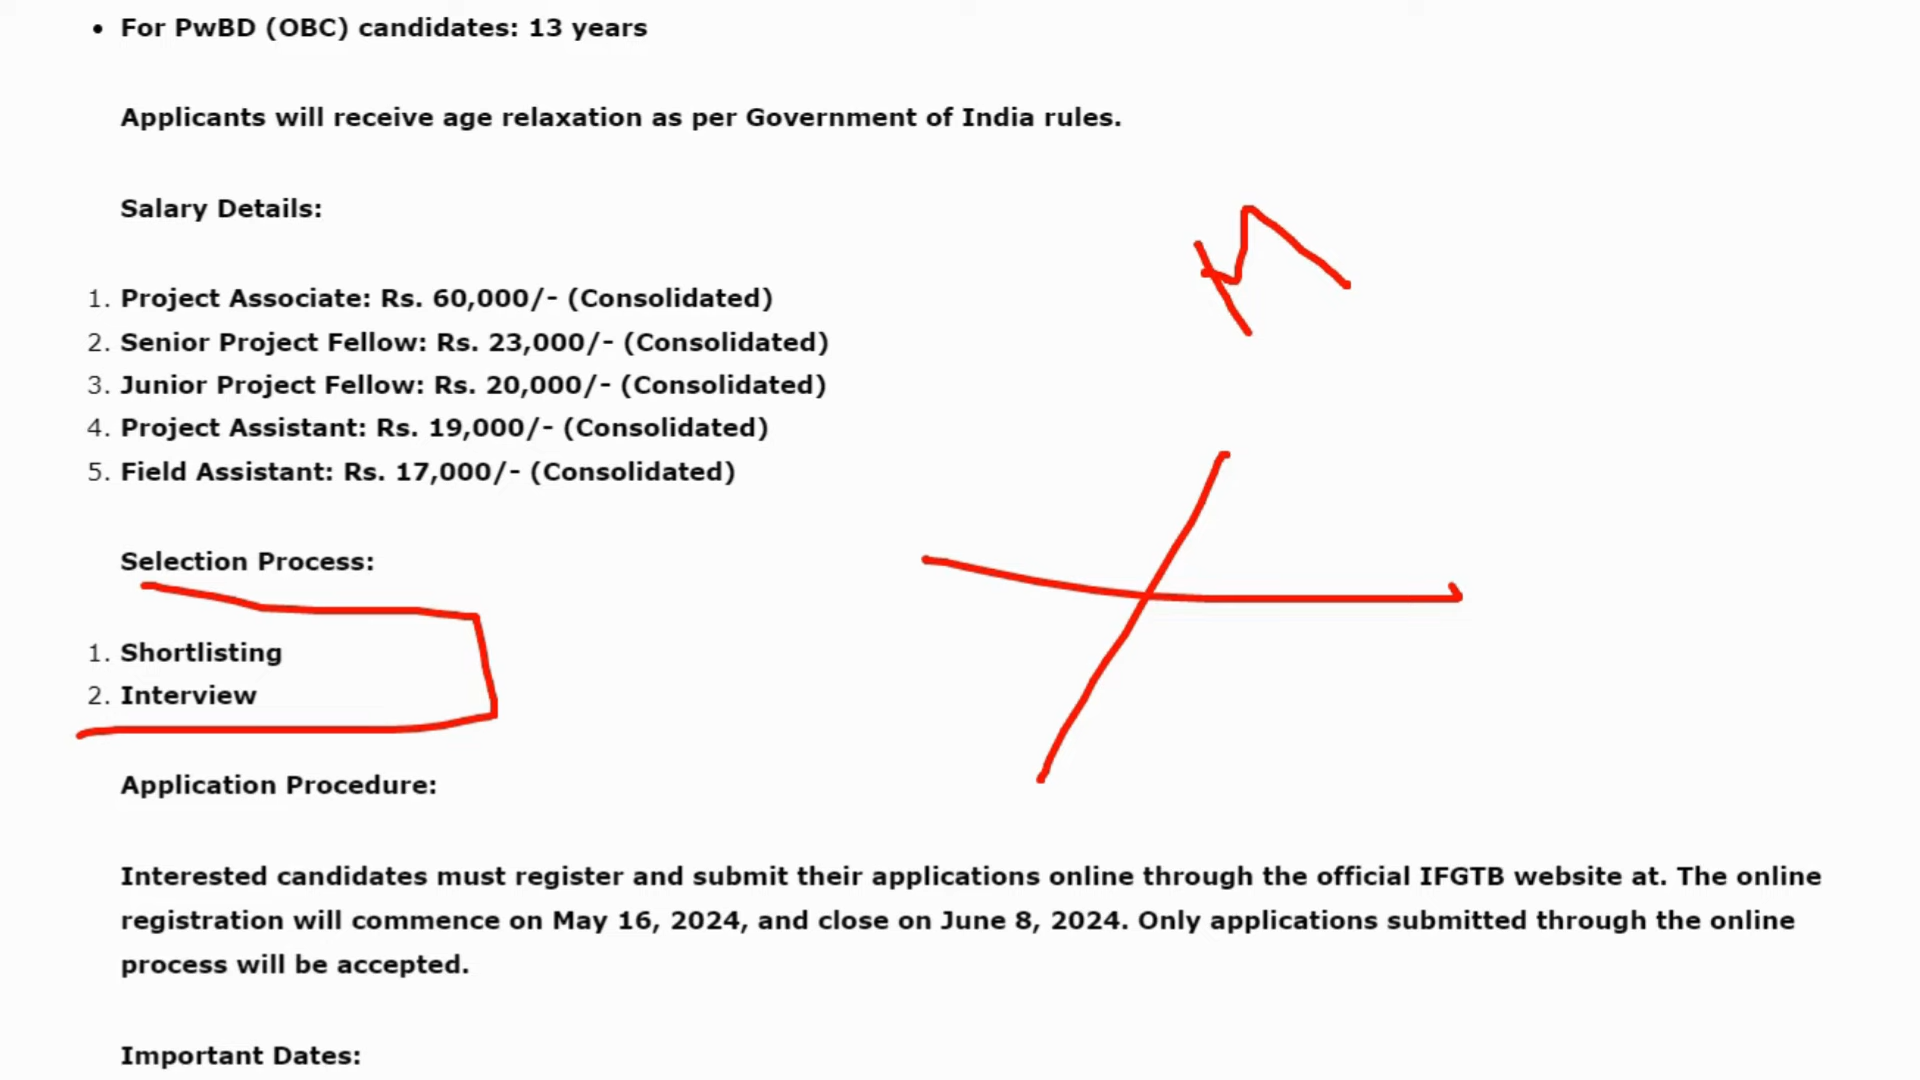 • For PwBD (OBC) candidates: 13 years
Applicants will receive age relaxation as per Government of India rules.
Salary Details:
1. Project Associate: Rs. 60,000/- (Consolidated)
2. Senior Project Fellow: Rs. 23,000/- (Consolidated)
3. Junior Project Fellow: Rs. 20,000/- (Consolidated)
4. Project Assistant: Rs. 19,000/- (Consolidated)
5. Field Assistant: Rs. 17,000/- (Consolidated)
Selection Process:
1. Shortlisting
2. Interview
Application Procedure:
Interested candidates must register and submit their applications online through the official IFGTB website at. The online
registration will commence on May 16, 2024, and close on June 8, 2024. Only applications submitted through the online
process will be accepted.
Important Dates: